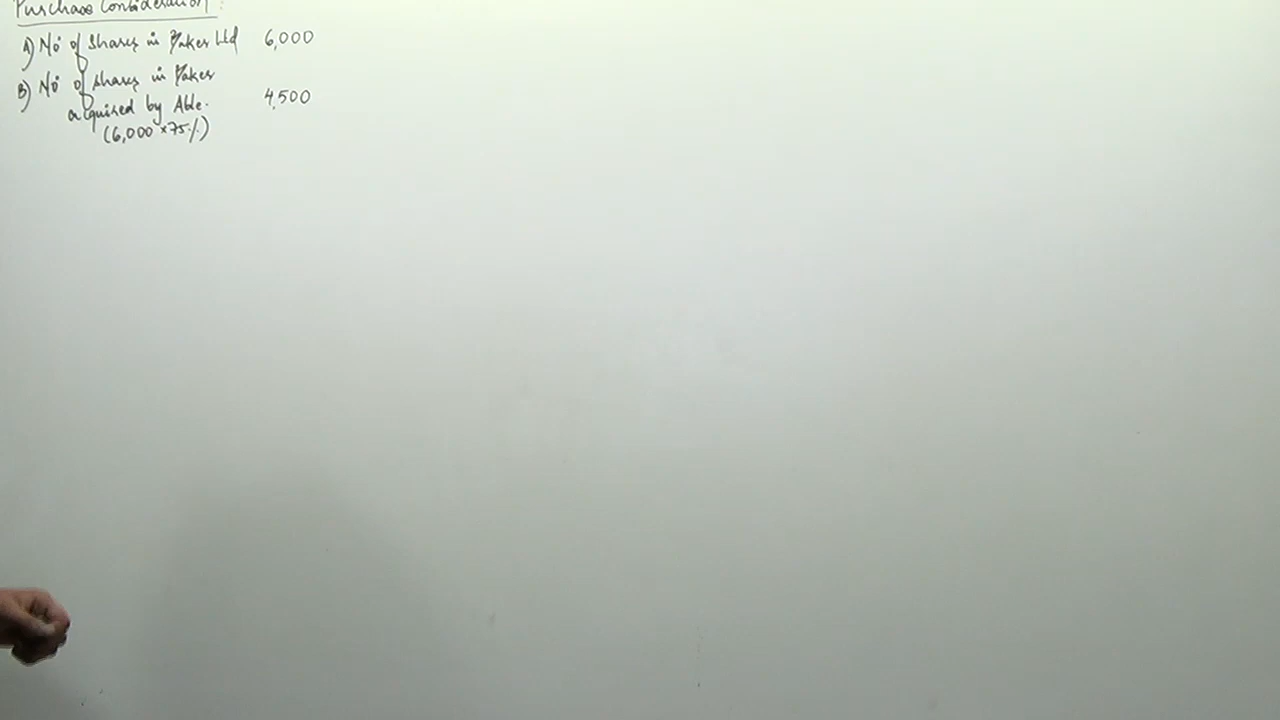 Purchase Consideration :
A) No of shares in Baker Ltd 6,000
B) No of shares in Baker
acquired by Able. 4,500
(6,000 x 75%)